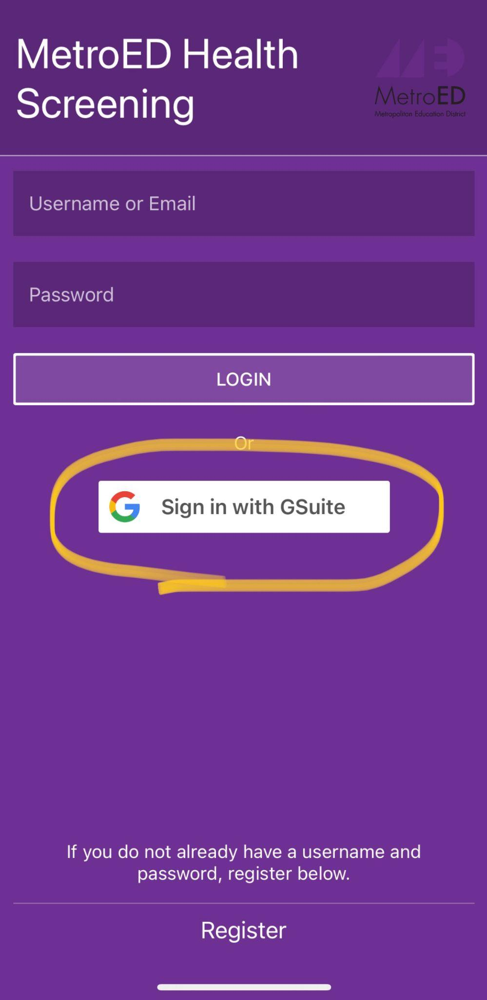 MetroED Health
Screening
MetroED
Metropolitan Education District
Username or Email
Password
LOGIN
Or
Sign in with GSuite
If you do not already have a username and
password, register below.
Register